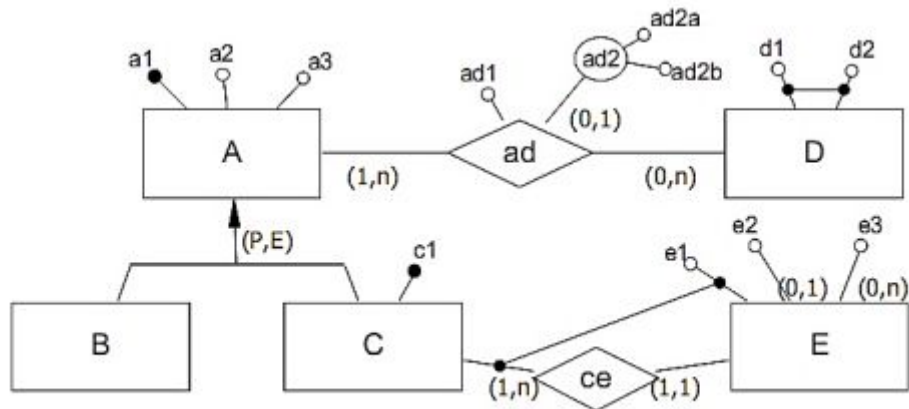 ad2a
a1
a2
a3
ad2
d1
d2
ad1
ad2b
(0,1)
A
ad
D
(1,n)
(0,n)
(P,E)
c1
e1
e2
e3
(0,1)
(0,n)
B
C
ce
E
(1,n)
(1,1)